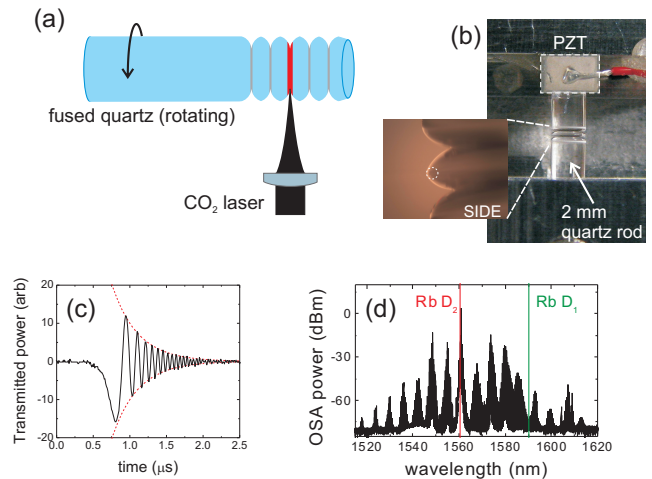 (a)
fused quartz (rotating)
CO₂ laser
(b)
PZT
SIDE
2 mm
quartz rod
(c)
Transmitted power (arb)
20
10
0
-10
-20
0.0 0.5 1.0 1.5 2.0 2.5
time (μs)
(d)
Rb D₂
Rb D₁
OSA power (dBm)
0
-30
-60
1520 1540 1560 1580 1600 1620
wavelength (nm)